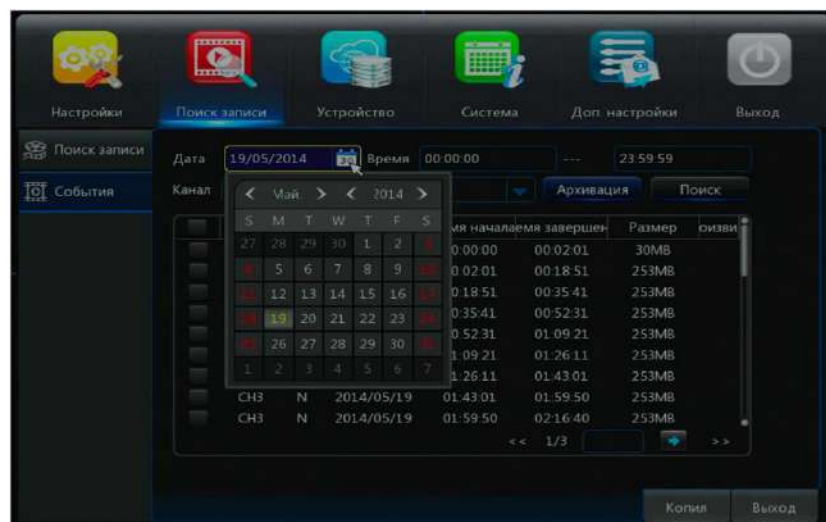 Настройки Поиск записи Устройство Система Доп. настройки Выход
Поиск записи
События
Дата 19/05/2014 Время 00:00:00 --- 23:59:59
Канал Архивация Поиск
< Май. > < 2014 >
S M T W T F S
27 28 29 30 1 2 3
4 5 6 7 8 9 10
11 12 13 14 15 16 17
18 19 20 21 22 23 24
25 26 27 28 29 30 31
1 2 3 4 5 6 7
мя начала емя завершен Размер оизви
0:00:00 00:02:01 30MB
0:02:01 00:18:51 253MB
0:18:51 00:35:41 253MB
0:35:41 00:52:31 253MB
0:52:31 01:09:21 253MB
1:09:21 01:26:11 253MB
1:26:11 01:43:01 253MB
CH3 N 2014/05/19 01:43:01 01:59:50 253MB
CH3 N 2014/05/19 01:59:50 02:16:40 253MB
<< 1/3 >>
Копил Выход